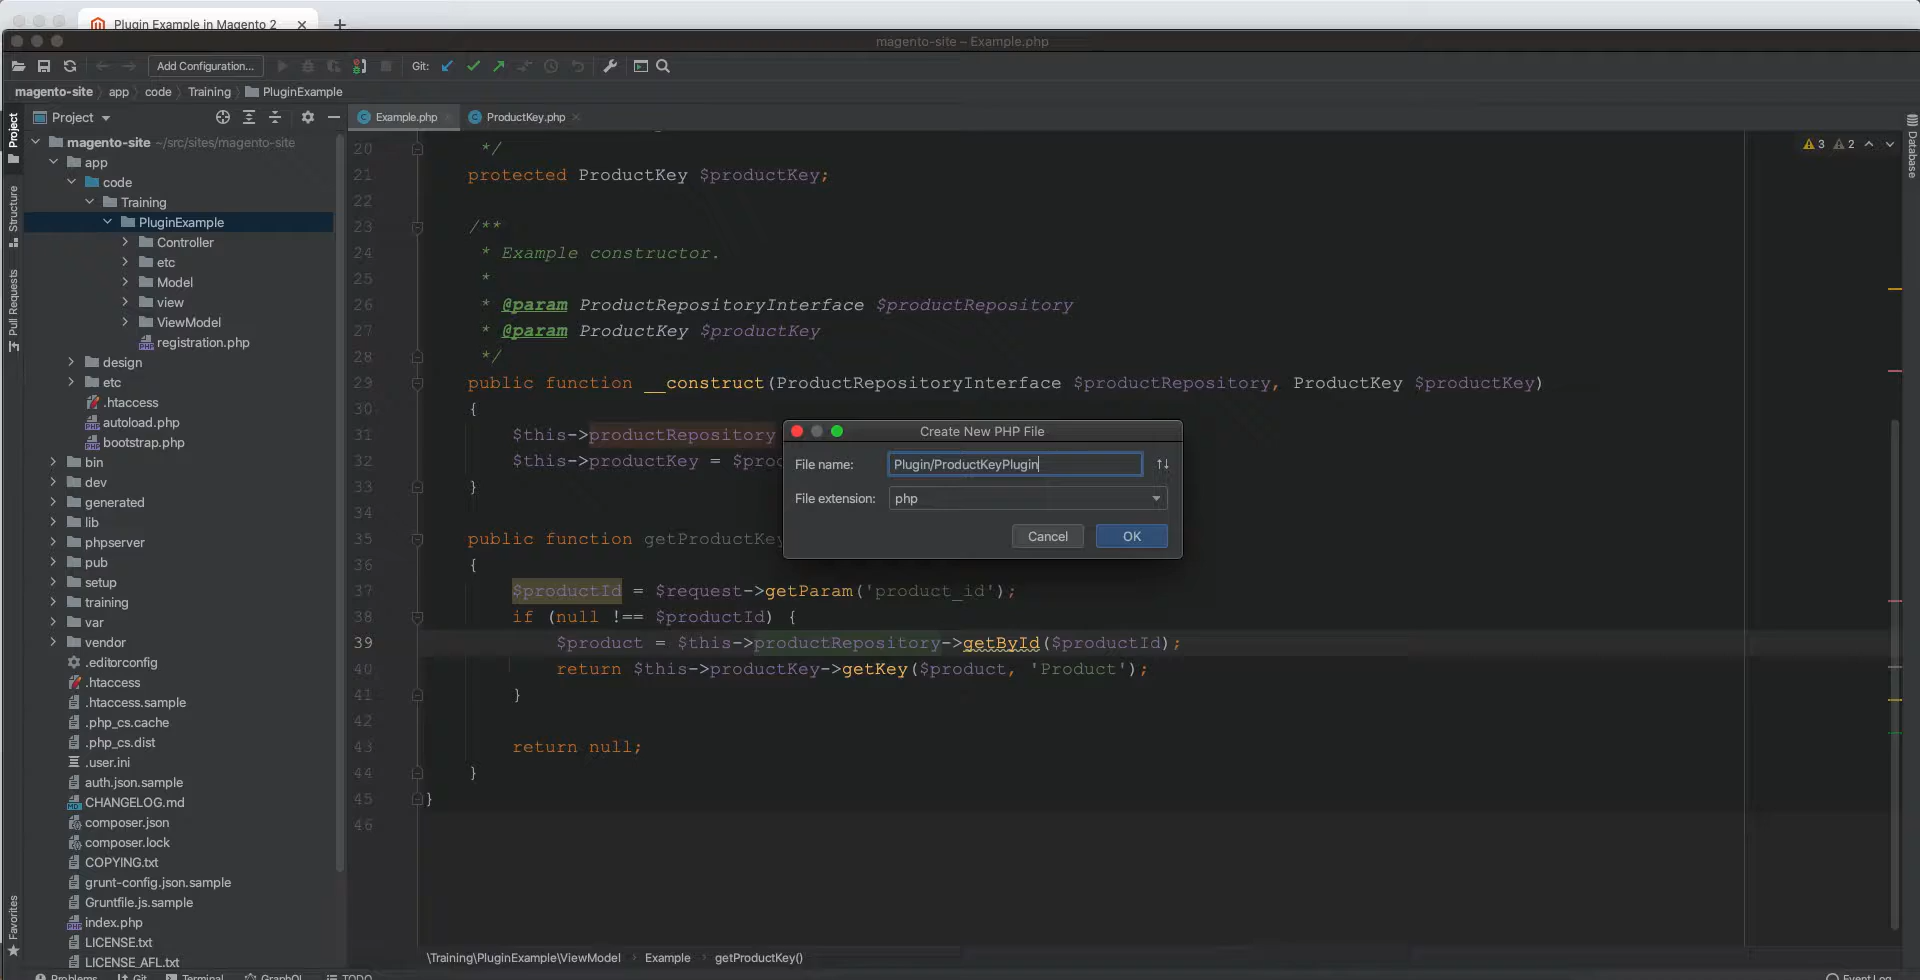 Plugin Example in Magento 2
magento-site – Example.php
Add Configuration...
Git:
magento-site
app
code
Training
PluginExample
Project
Example.php
ProductKey.php
Project
Structure
Pull Requests
Favorites
magento-site ~/src/sites/magento-site
app
code
Training
PluginExample
Controller
etc
Model
view
ViewModel
registration.php
design
etc
.htaccess
autoload.php
bootstrap.php
bin
dev
generated
lib
phpserver
pub
setup
training
var
vendor
.editorconfig
.htaccess
.htaccess.sample
.php_cs.cache
.php_cs.dist
.user.ini
auth.json.sample
CHANGELOG.md
composer.json
composer.lock
COPYING.txt
grunt-config.json.sample
Gruntfile.js.sample
index.php
LICENSE.txt
LICENSE_AFL.txt
3 2
Database
20 */
21 protected ProductKey $productKey;
22
23 /**
24 * Example constructor.
25 *
26 * @param ProductRepositoryInterface $productRepository
27 * @param ProductKey $productKey
28 */
29 public function __construct(ProductRepositoryInterface $productRepository, ProductKey $productKey)
30 {
31 $this->productRepository
32 $this->productKey = $pro
33 }
34
35 public function getProductKey
36 {
37 $productId = $request->getParam('product_id');
38 if (null !== $productId) {
39 $product = $this->productRepository->getById($productId);
40 return $this->productKey->getKey($product, 'Product');
41 }
42
43 return null;
44 }
45 }
46
Create New PHP File
File name: Plugin/ProductKeyPlugin
File extension: php
Cancel
OK
\Training\PluginExample\ViewModel
Example
getProductKey()
Problems
Git
Terminal
GraphQL
TODO
Event Log